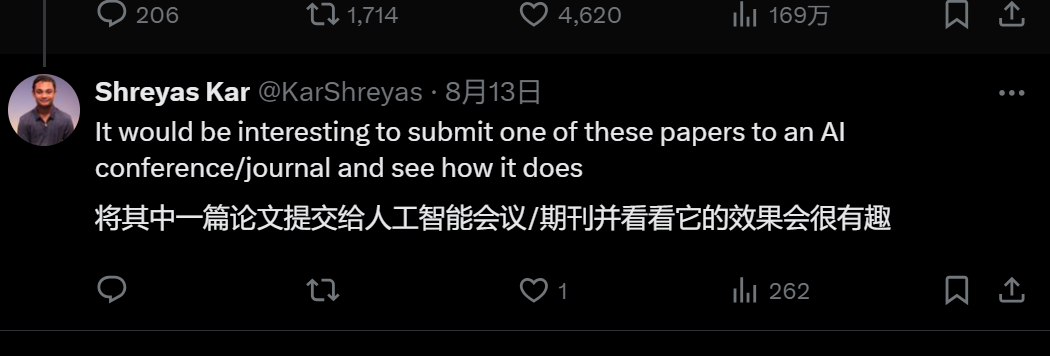 206 1,714 4,620 169万
Shreyas Kar @KarShreyas · 8月13日
It would be interesting to submit one of these papers to an AI
conference/journal and see how it does
将其中一篇论文提交给人工智能会议/期刊并看看它的效果会很有趣
1 262